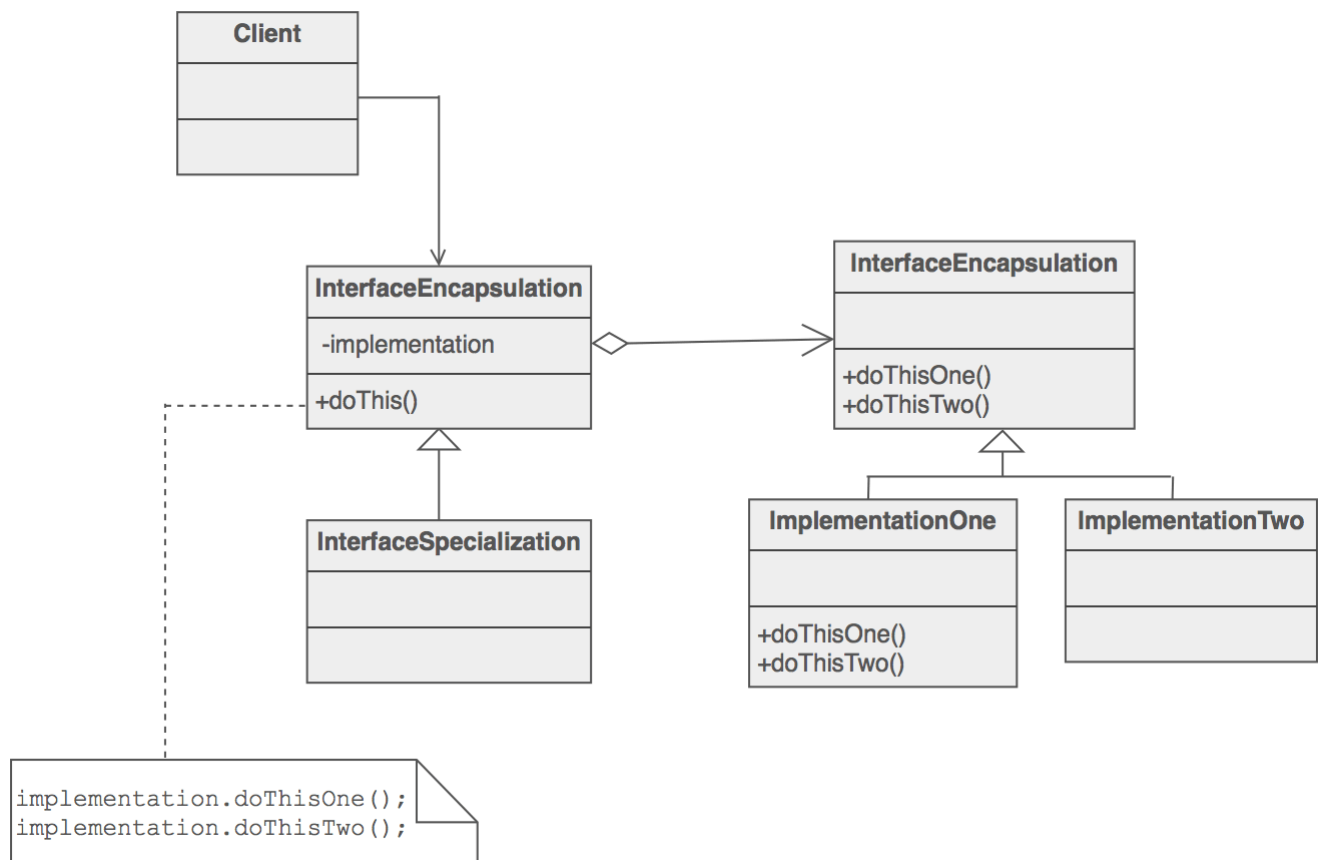 Client
InterfaceEncapsulation
-implementation
+doThis()
InterfaceEncapsulation
+doThisOne()
+doThisTwo()
InterfaceSpecialization
ImplementationOne
+doThisOne()
+doThisTwo()
ImplementationTwo
implementation.doThisOne();
implementation.doThisTwo();